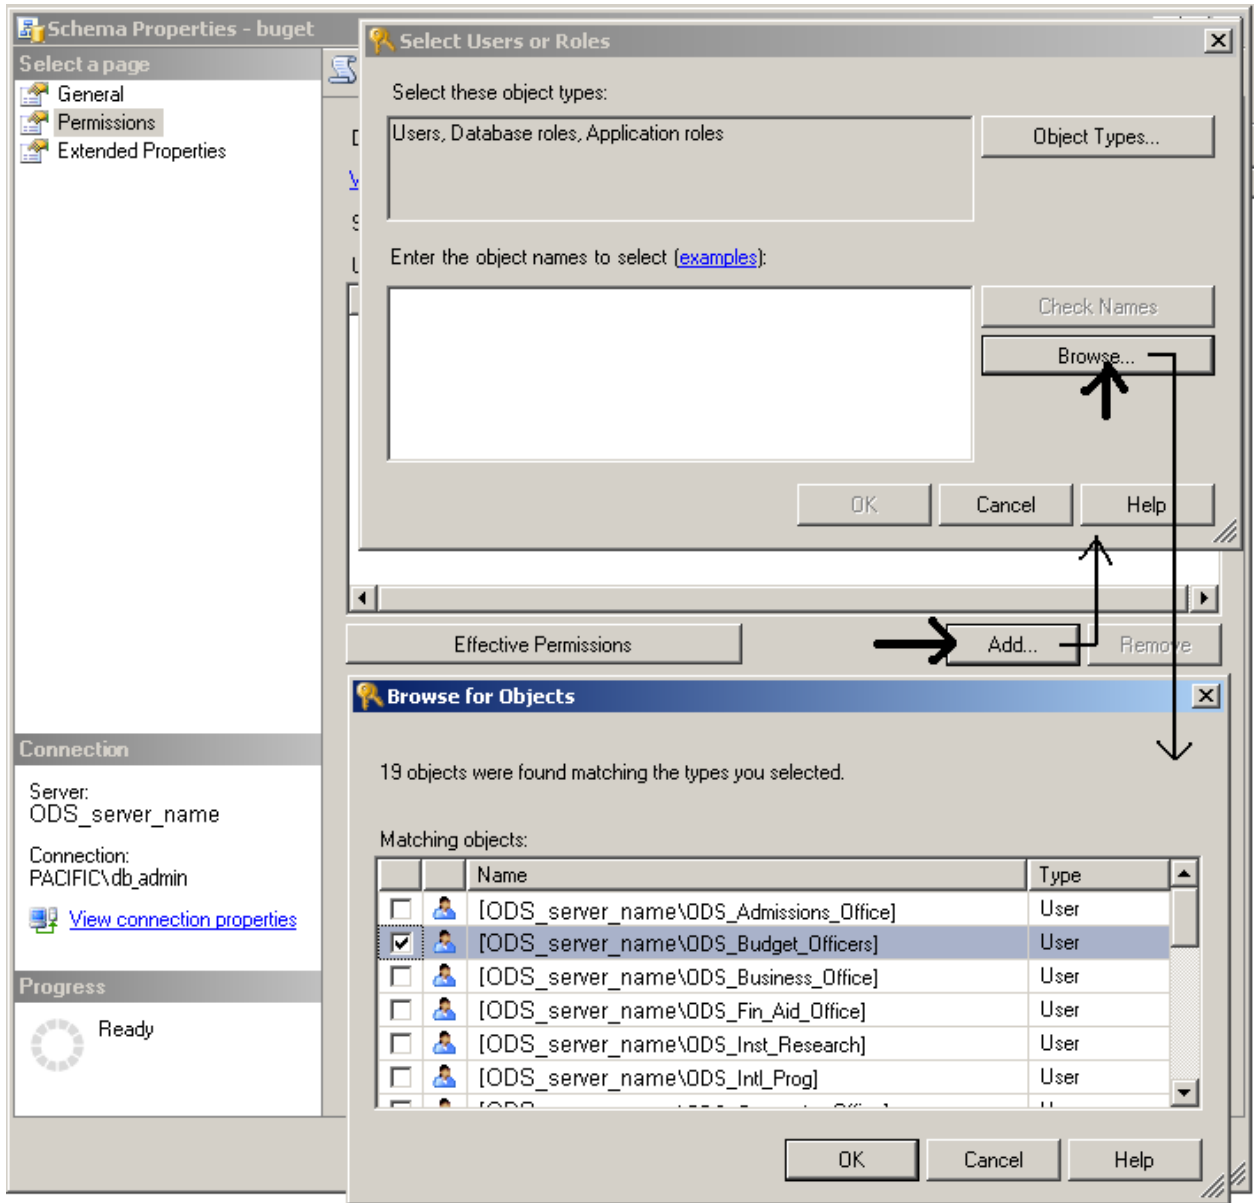 Schema Properties - buget
Select a page
General
Permissions
Extended Properties
Connection
Server:
ODS_server_name
Connection:
PACIFIC\db_admin
View connection properties
Progress
Ready
Select Users or Roles
Select these object types:
Users, Database roles, Application roles
Object Types...
Enter the object names to select (examples):
Check Names
Browse...
OK
Cancel
Help
Effective Permissions
Add...
Remove
Browse for Objects
19 objects were found matching the types you selected.
Matching objects:
Name Type
[ODS_server_name\ODS_Admissions_Office] User
[ODS_server_name\ODS_Budget_Officers] User
[ODS_server_name\ODS_Business_Office] User
[ODS_server_name\ODS_Fin_Aid_Office] User
[ODS_server_name\ODS_Inst_Research] User
[ODS_server_name\ODS_Intl_Prog] User
OK
Cancel
Help